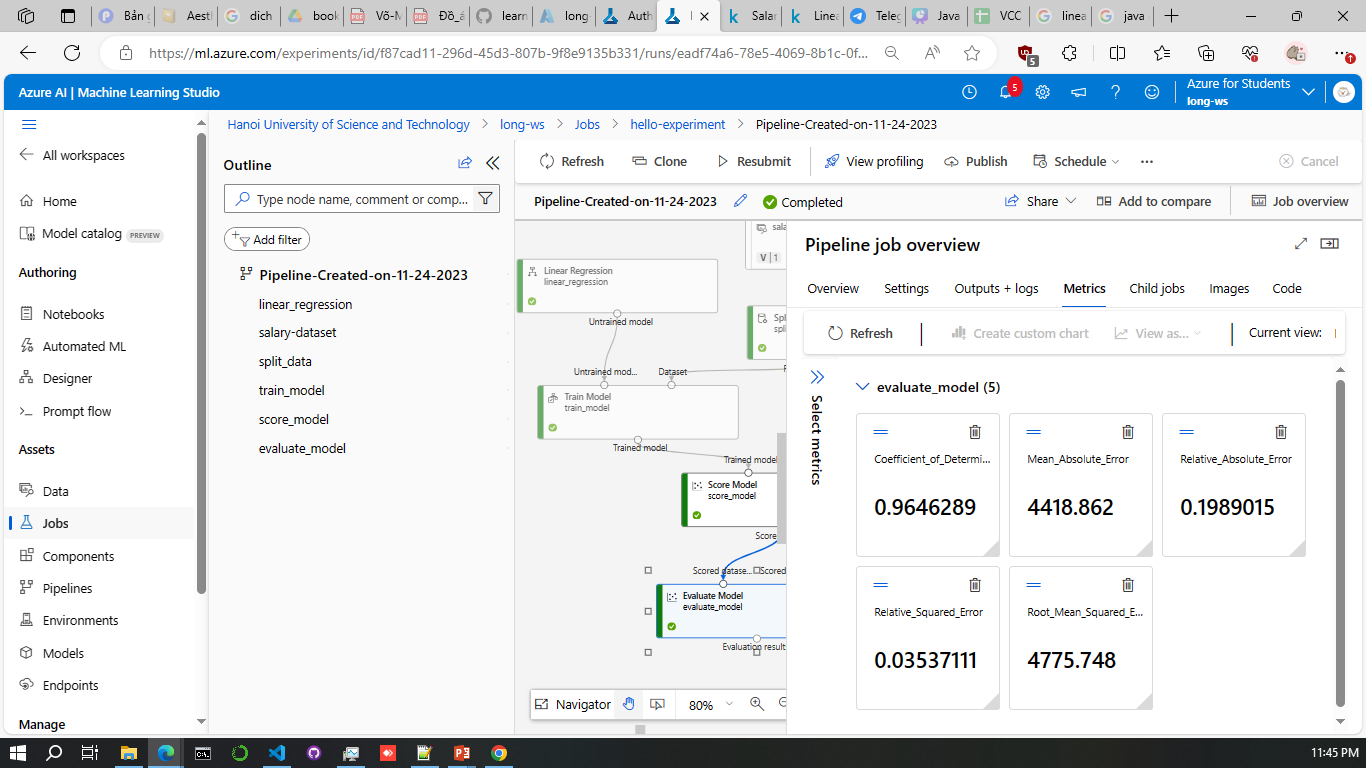 Bản g
Aesti
dich
book
Võ-M
Đồ_á
learn
long
Auth
Salar
Linea
Teleg
Java
VCC
linea
java
https://ml.azure.com/experiments/id/f87cad11-296d-45d3-807b-9f8e9135b331/runs/eadf74a6-78e5-4069-8b1c-0f...
5
Azure AI | Machine Learning Studio
5
Azure for Students
long-ws
All workspaces
Home
Model catalog PREVIEW
Authoring
Notebooks
Automated ML
Designer
Prompt flow
Assets
Data
Jobs
Components
Pipelines
Environments
Models
Endpoints
Manage
Hanoi University of Science and Technology > long-ws > Jobs > hello-experiment > Pipeline-Created-on-11-24-2023
Outline
Type node name, comment or comp...
Add filter
Pipeline-Created-on-11-24-2023
linear_regression
salary-dataset
split_data
train_model
score_model
evaluate_model
Refresh
Clone
Resubmit
View profiling
Publish
Schedule
Cancel
Pipeline-Created-on-11-24-2023
Completed
Share
Add to compare
Job overview
sala
V | 1
Linear Regression
linear_regression
Untrained model
Spl
spli
Untrained mod...
Dataset
Train Model
train_model
Trained model
Trained model
Score Model
score_model
Score
Scored datase...
Scored
Evaluate Model
evaluate_model
Evaluation result
Navigator
80%
Pipeline job overview
Overview
Settings
Outputs + logs
Metrics
Child jobs
Images
Code
Refresh
Create custom chart
View as...
Current view:
Select metrics
evaluate_model (5)
Coefficient_of_Determi...
0.9646289
Mean_Absolute_Error
4418.862
Relative_Absolute_Error
0.1989015
Relative_Squared_Error
0.03537111
Root_Mean_Squared_E...
4775.748
11:45 PM